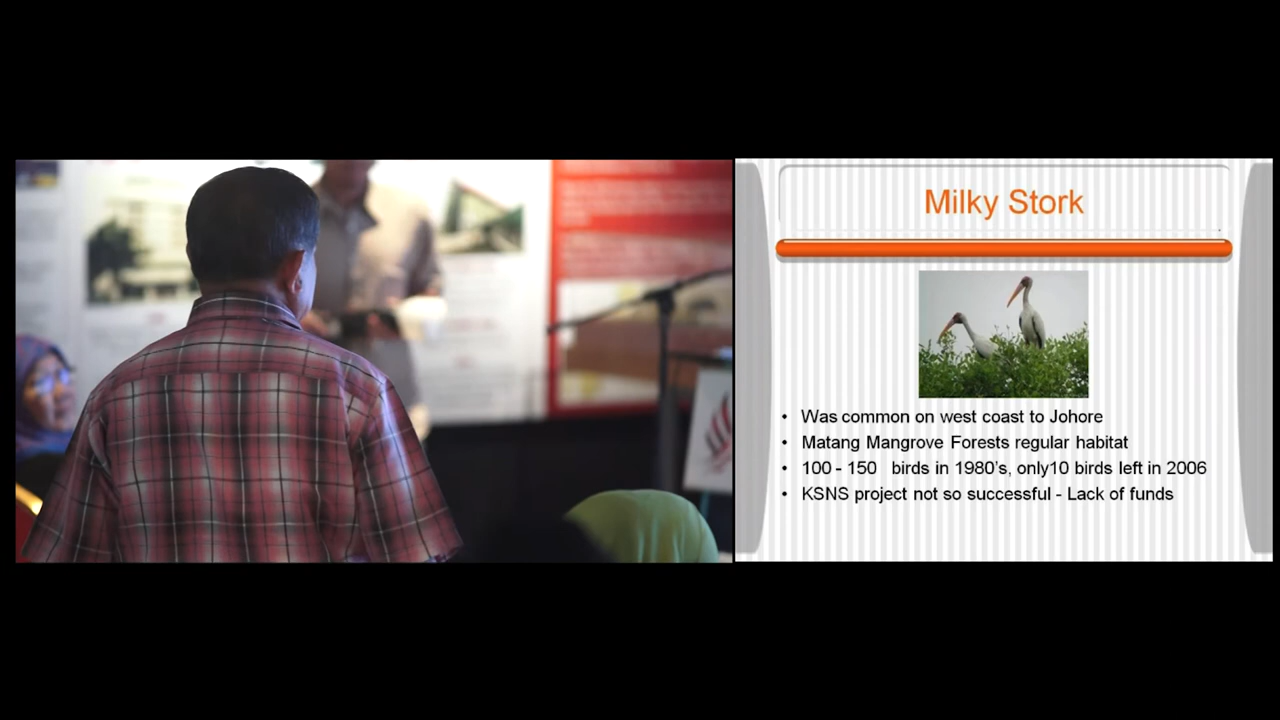 Milky Stork
• Was common on west coast to Johore
• Matang Mangrove Forests regular habitat
• 100 - 150 birds in 1980's, only10 birds left in 2006
• KSNS project not so successful - Lack of funds